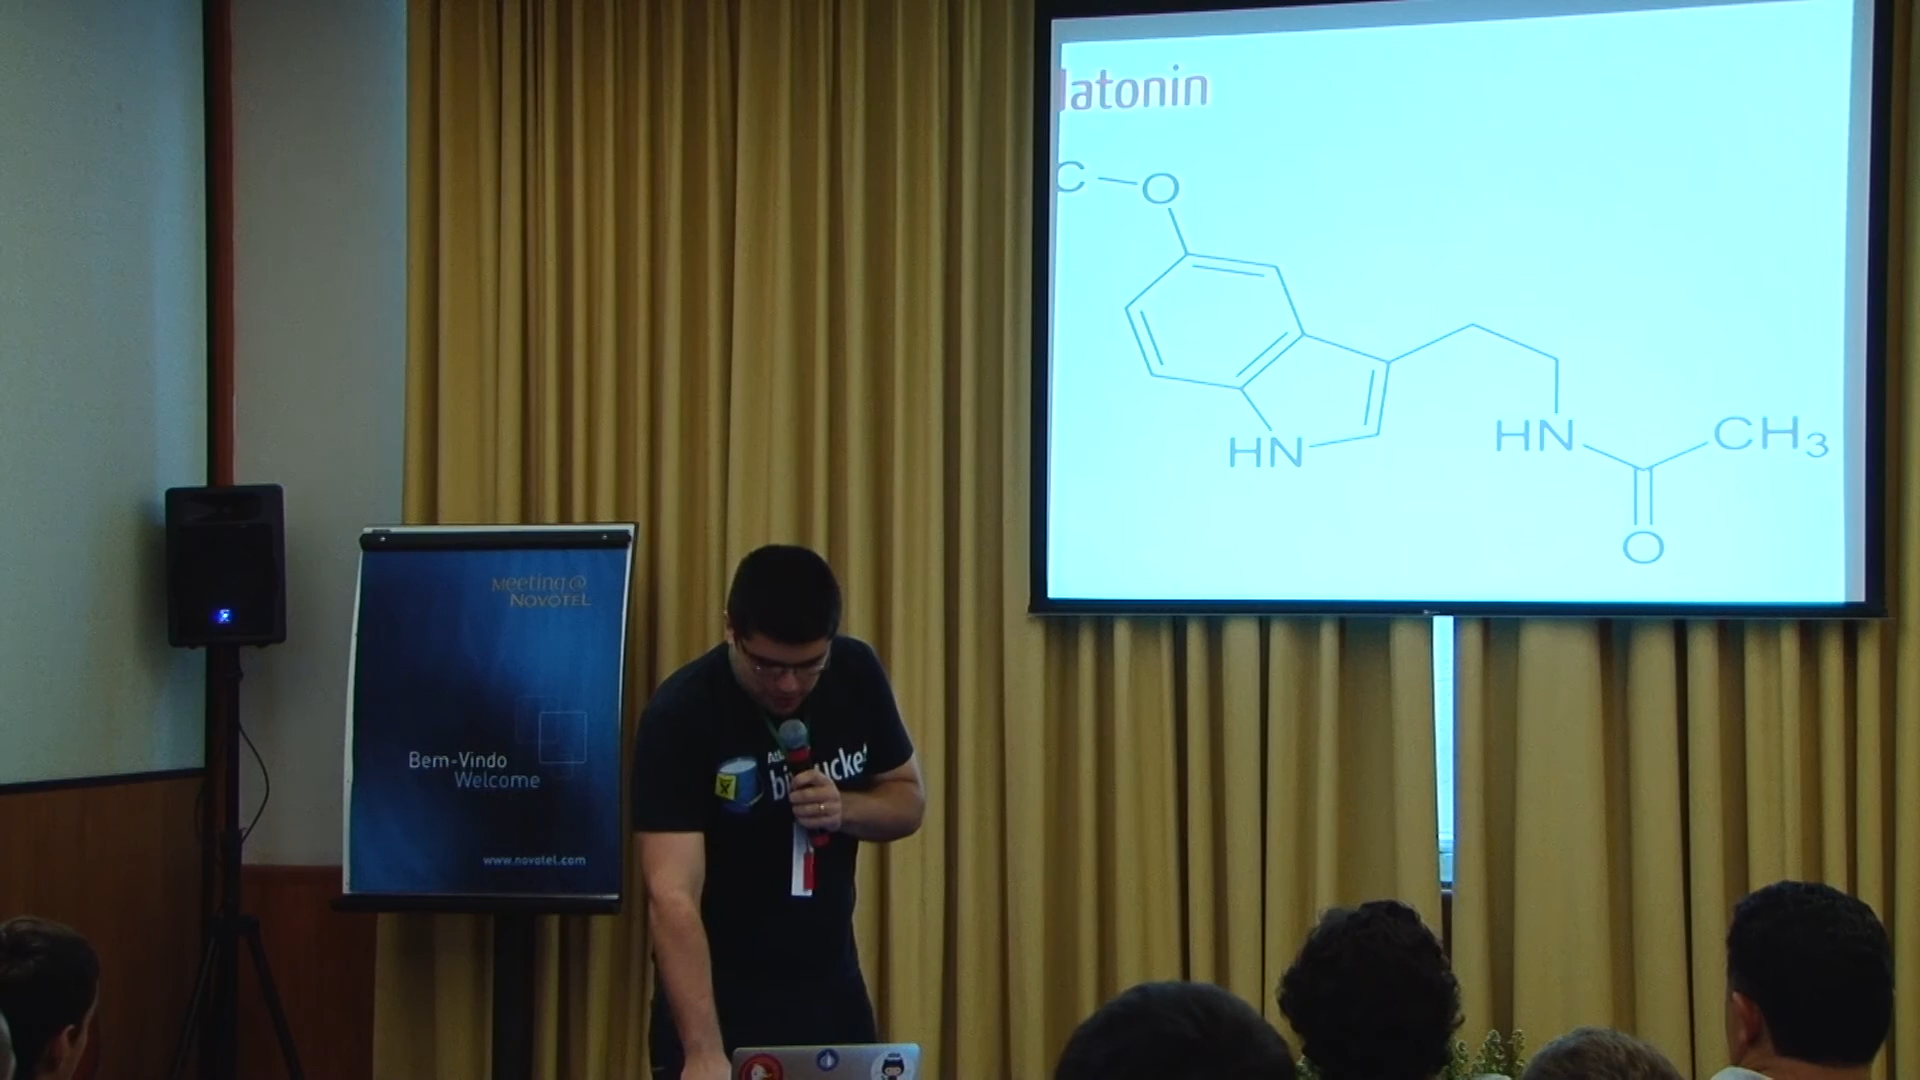 latonin
C
O
HN
HN
CH3
O
Meeting@
NOVOTEL
Bem-Vindo
Welcome
www.novotel.com